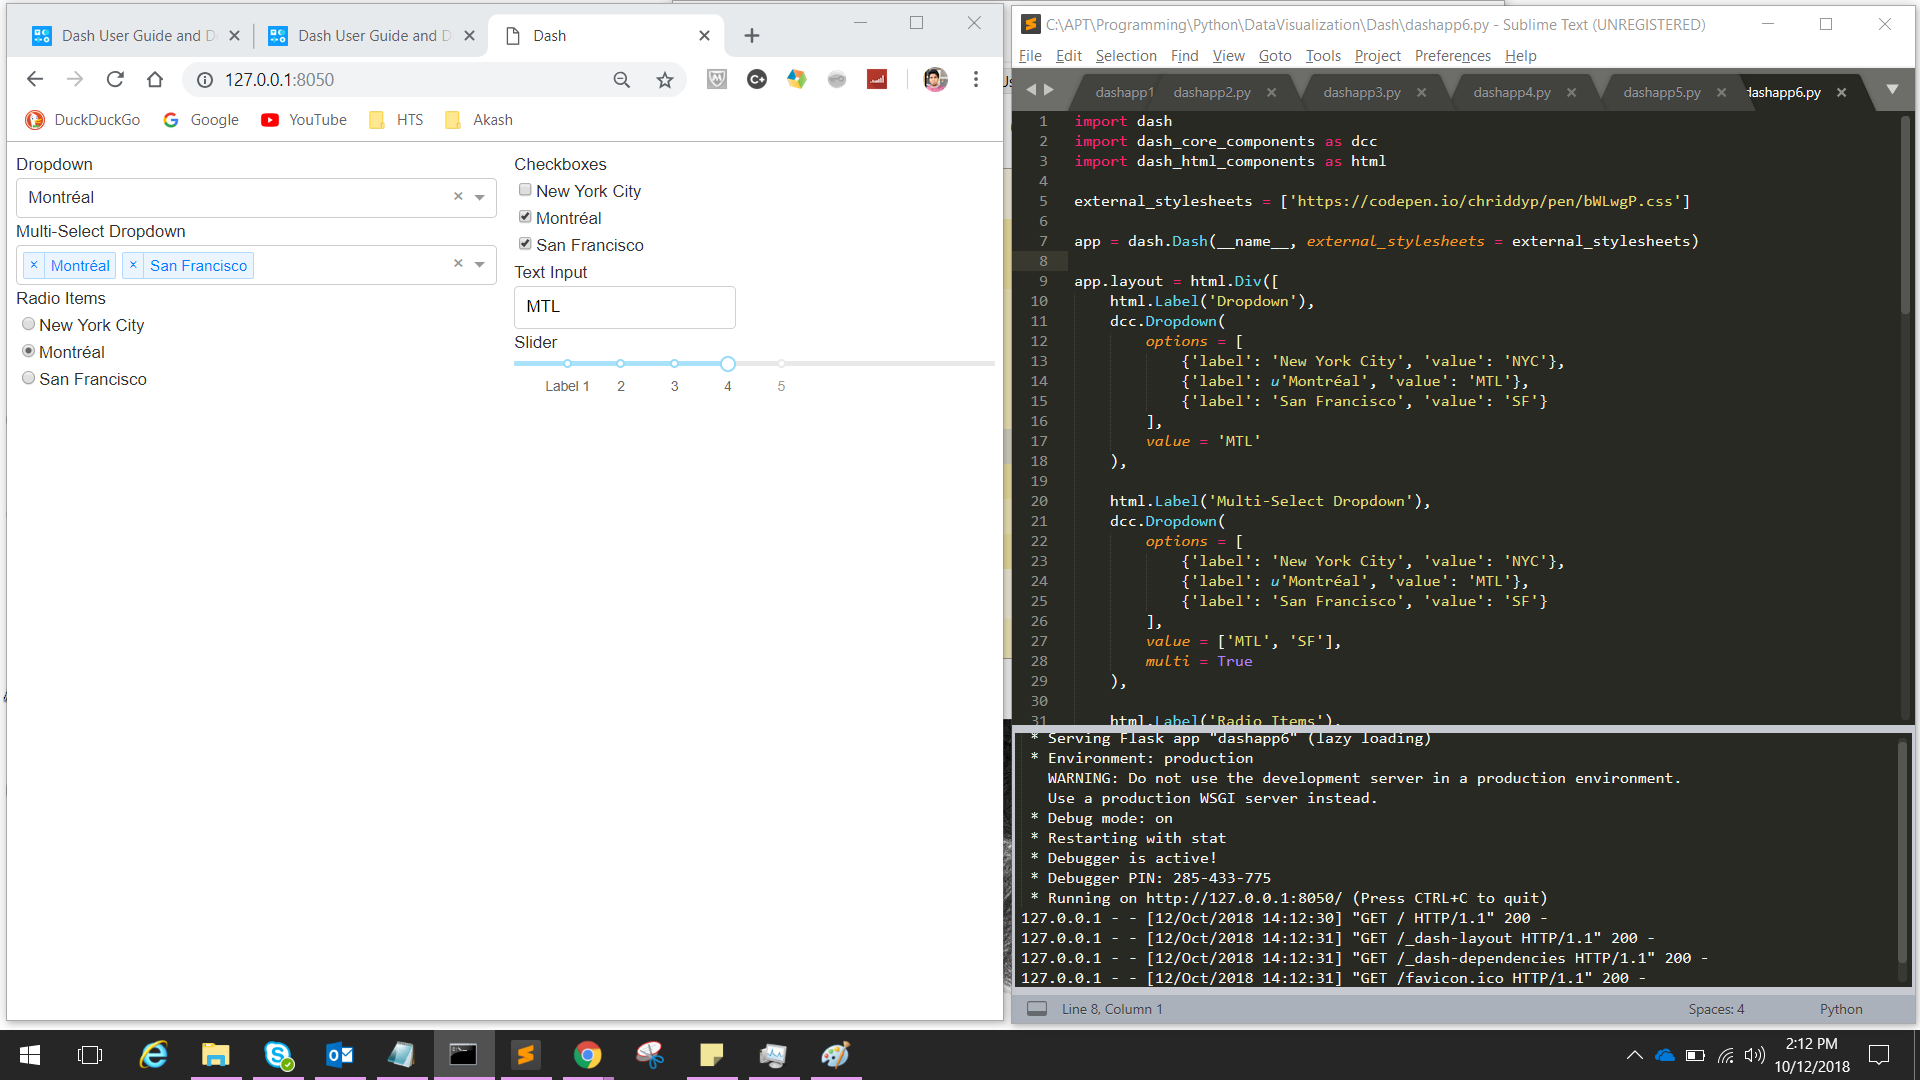 Dash User Guide and D
Dash User Guide and D
Dash
127.0.0.1:8050
DuckDuckGo
Google
YouTube
HTS
Akash
Dropdown
Montréal
Multi-Select Dropdown
× Montréal × San Francisco
Radio Items
New York City
Montréal
San Francisco
Checkboxes
New York City
Montréal
San Francisco
Text Input
MTL
Slider
Label 1 2 3 4 5
C:\APT\Programming\Python\DataVisualization\Dash\dashapp6.py - Sublime Text (UNREGISTERED)
File Edit Selection Find View Goto Tools Project Preferences Help
dashapp1 dashapp2.py dashapp3.py dashapp4.py dashapp5.py dashapp6.py
1 import dash
2 import dash_core_components as dcc
3 import dash_html_components as html
4
5 external_stylesheets = ['https://codepen.io/chriddyp/pen/bWLwgP.css']
6
7 app = dash.Dash(__name__, external_stylesheets = external_stylesheets)
8
9 app.layout = html.Div([
10 html.Label('Dropdown'),
11 dcc.Dropdown(
12 options = [
13 {'label': 'New York City', 'value': 'NYC'},
14 {'label': u'Montréal', 'value': 'MTL'},
15 {'label': 'San Francisco', 'value': 'SF'}
16 ],
17 value = 'MTL'
18 ),
19
20 html.Label('Multi-Select Dropdown'),
21 dcc.Dropdown(
22 options = [
23 {'label': 'New York City', 'value': 'NYC'},
24 {'label': u'Montréal', 'value': 'MTL'},
25 {'label': 'San Francisco', 'value': 'SF'}
26 ],
27 value = ['MTL', 'SF'],
28 multi = True
29 ),
30
31 html.Label('Radio Items'),
* Serving Flask app "dashapp6" (lazy loading)
* Environment: production
WARNING: Do not use the development server in a production environment.
Use a production WSGI server instead.
* Debug mode: on
* Restarting with stat
* Debugger is active!
* Debugger PIN: 285-433-775
* Running on http://127.0.0.1:8050/ (Press CTRL+C to quit)
127.0.0.1 - - [12/Oct/2018 14:12:30] "GET / HTTP/1.1" 200 -
127.0.0.1 - - [12/Oct/2018 14:12:31] "GET /_dash-layout HTTP/1.1" 200 -
127.0.0.1 - - [12/Oct/2018 14:12:31] "GET /_dash-dependencies HTTP/1.1" 200 -
127.0.0.1 - - [12/Oct/2018 14:12:31] "GET /favicon.ico HTTP/1.1" 200 -
Line 8, Column 1 Spaces: 4 Python
2:12 PM
10/12/2018